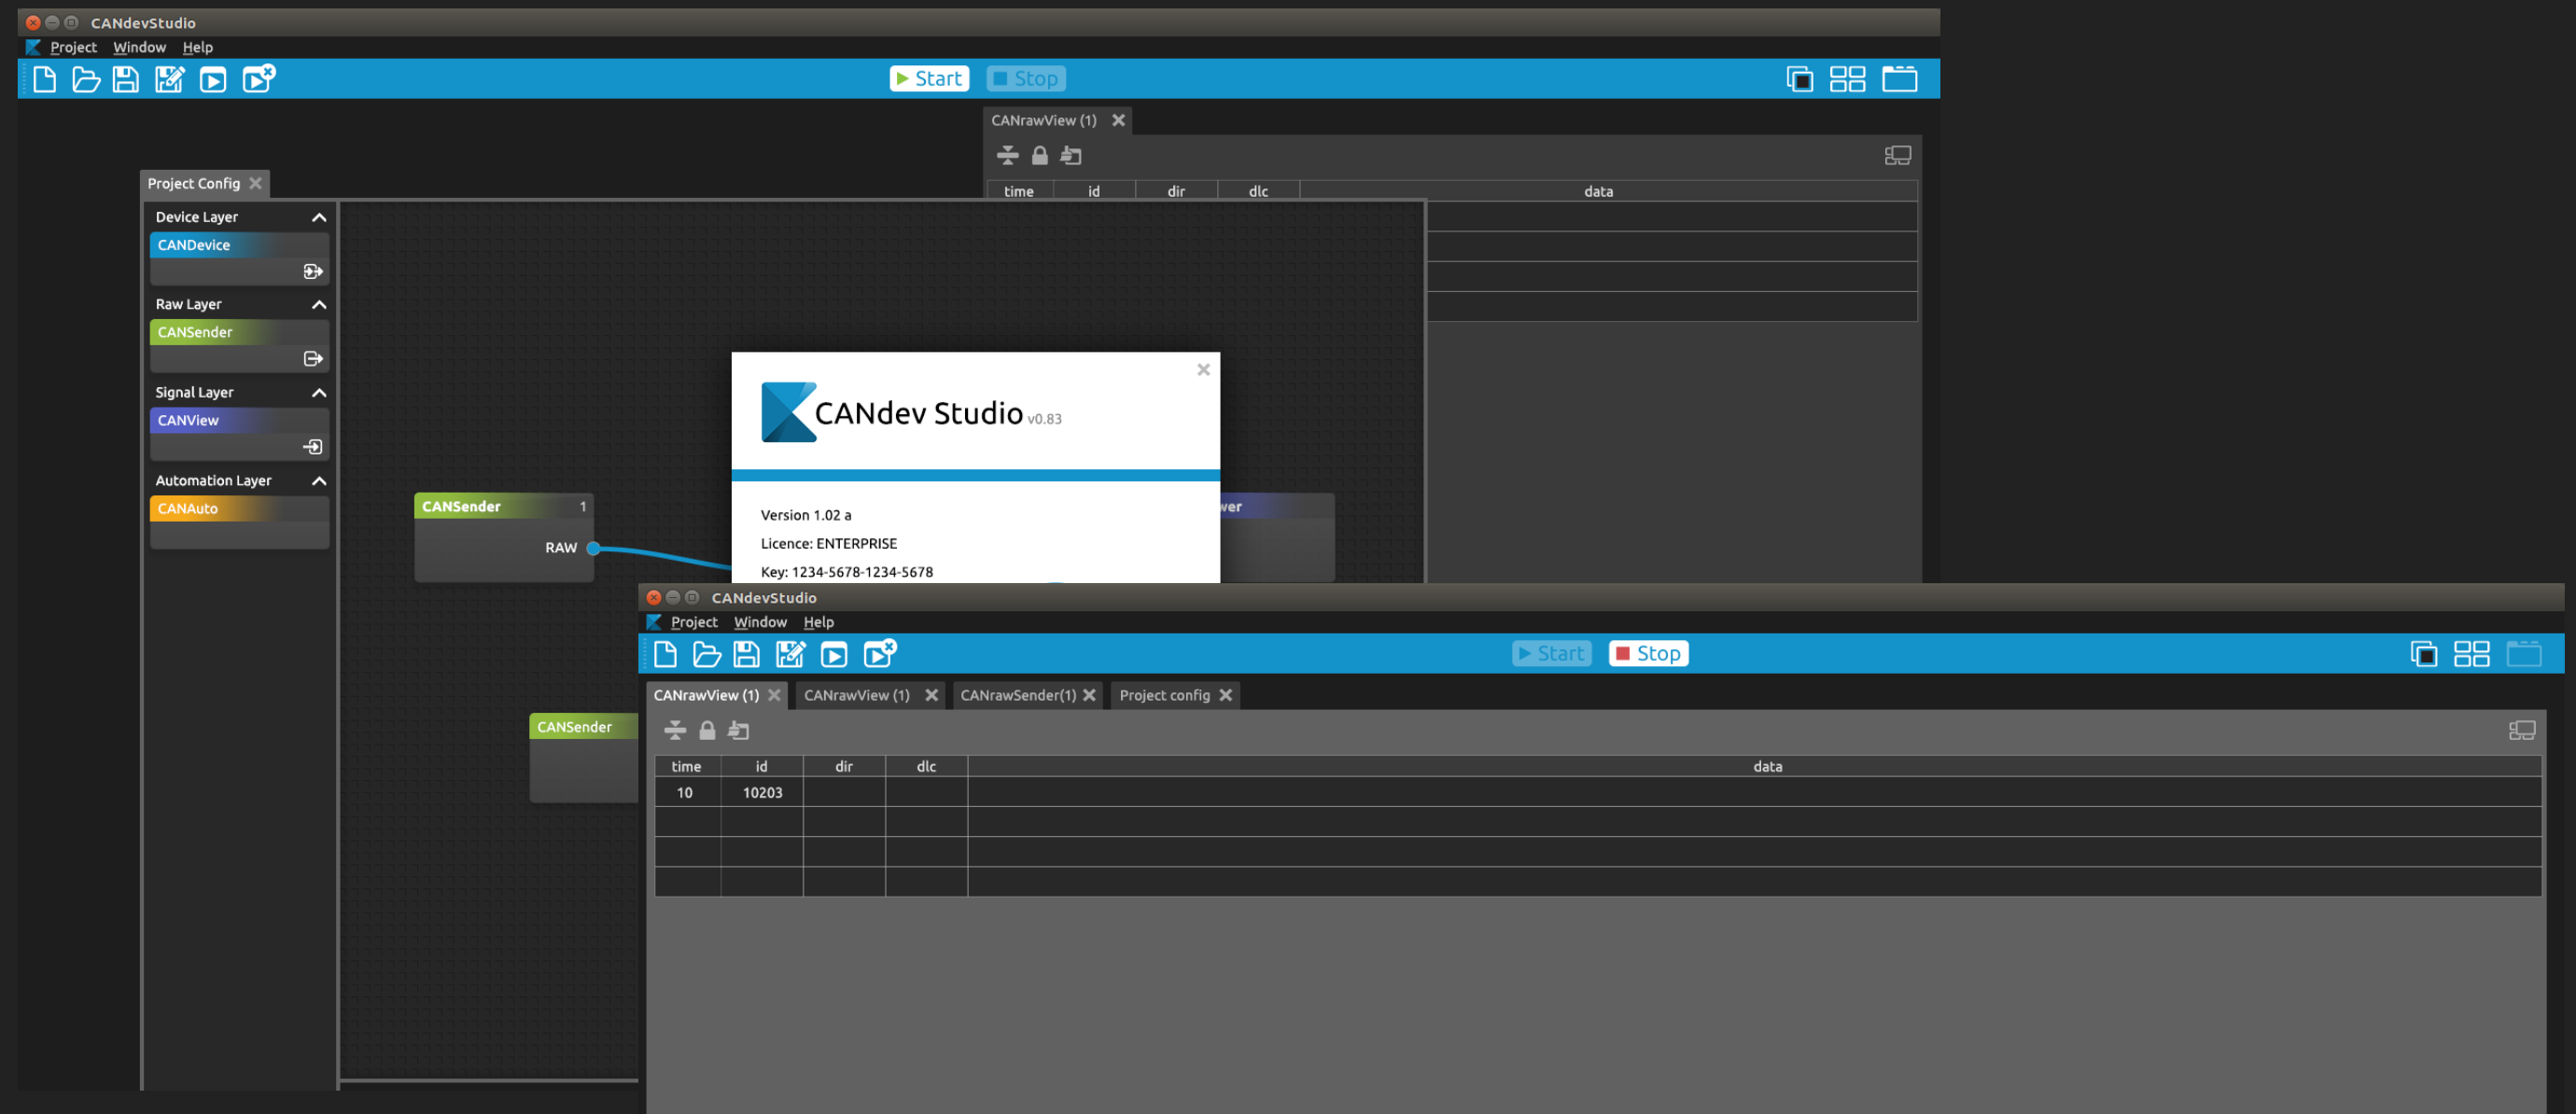 CANdevStudio
Project Window Help
Start Stop
CANrawView (1)
time id dir dlc data
Project Config
Device Layer
CANDevice
Raw Layer
CANSender
Signal Layer
CANView
Automation Layer
CANAuto
CANSender 1
RAW
CANSender
CANdev Studio v0.83
Version 1.02 a
Licence: ENTERPRISE
Key: 1234-5678-1234-5678
wer
CANdevStudio
Project Window Help
Start Stop
CANrawView (1) CANrawView (1) CANrawSender(1) Project config
time id dir dlc data
10 10203